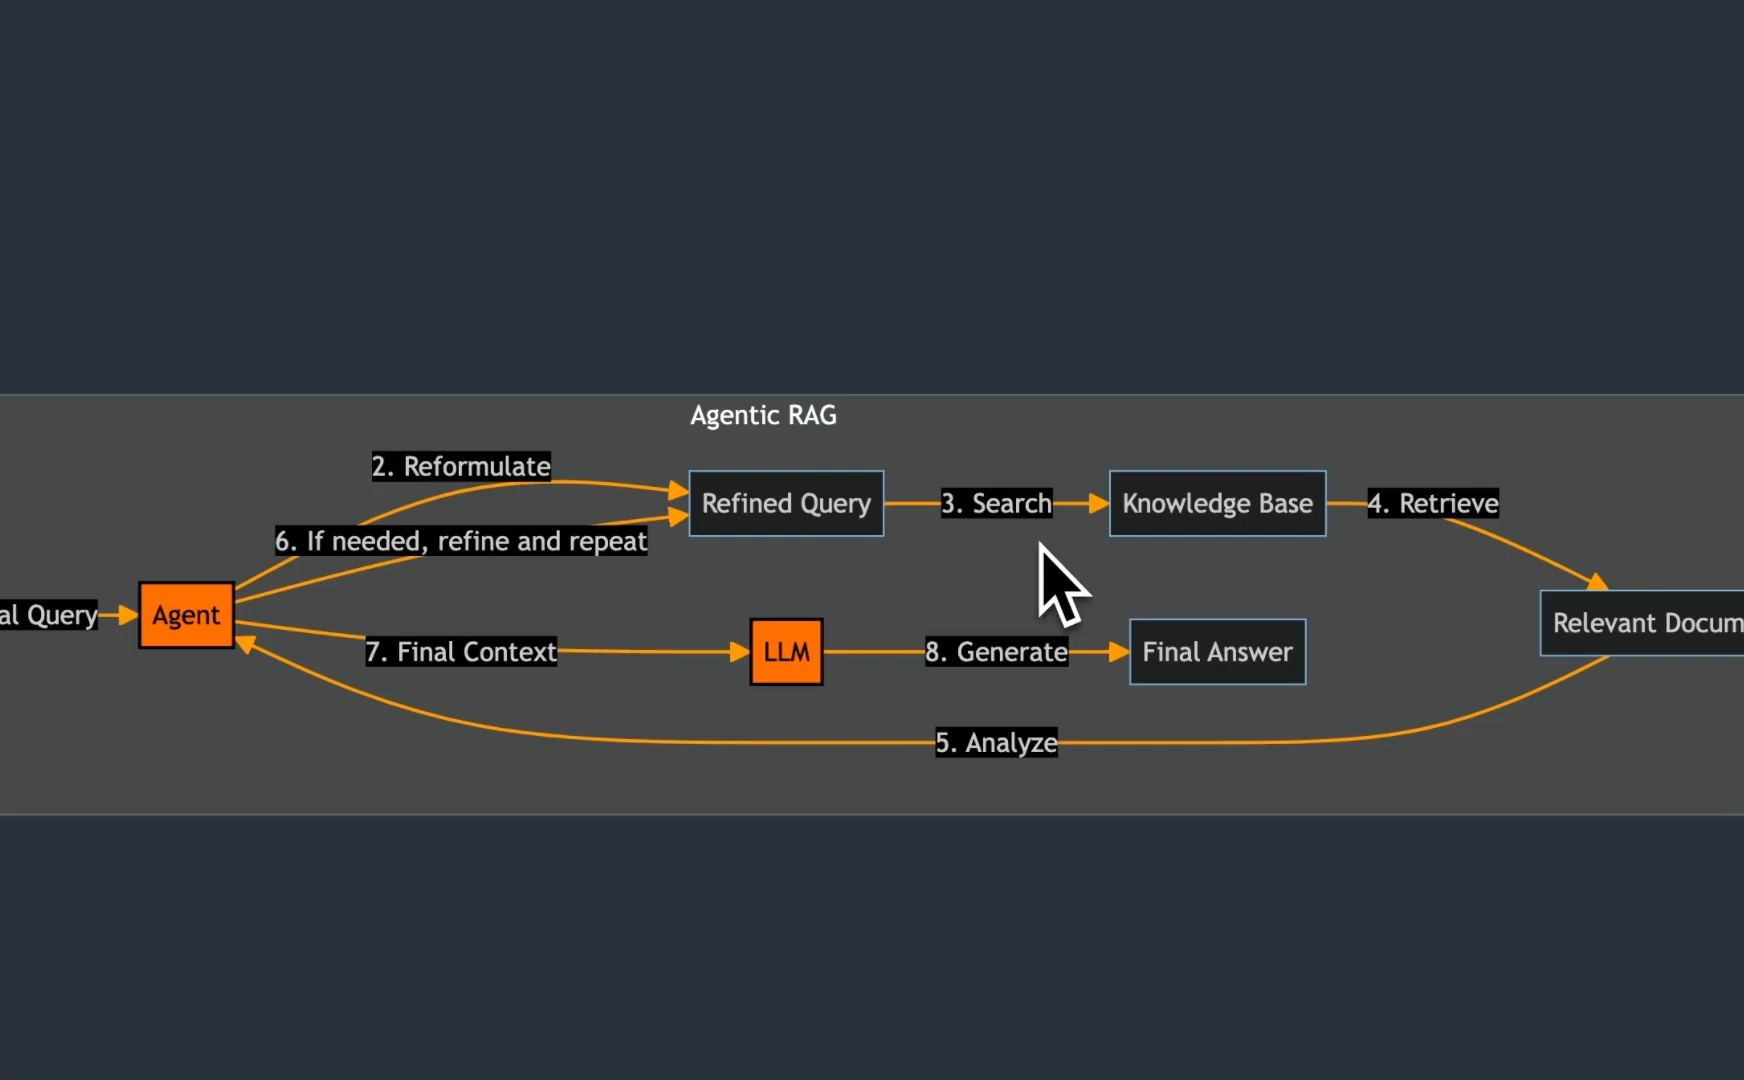 Agentic RAG
2. Reformulate
Refined Query
3. Search
Knowledge Base
4. Retrieve
6. If needed, refine and repeat
al Query
Agent
Relevant Docum
7. Final Context
LLM
8. Generate
Final Answer
5. Analyze